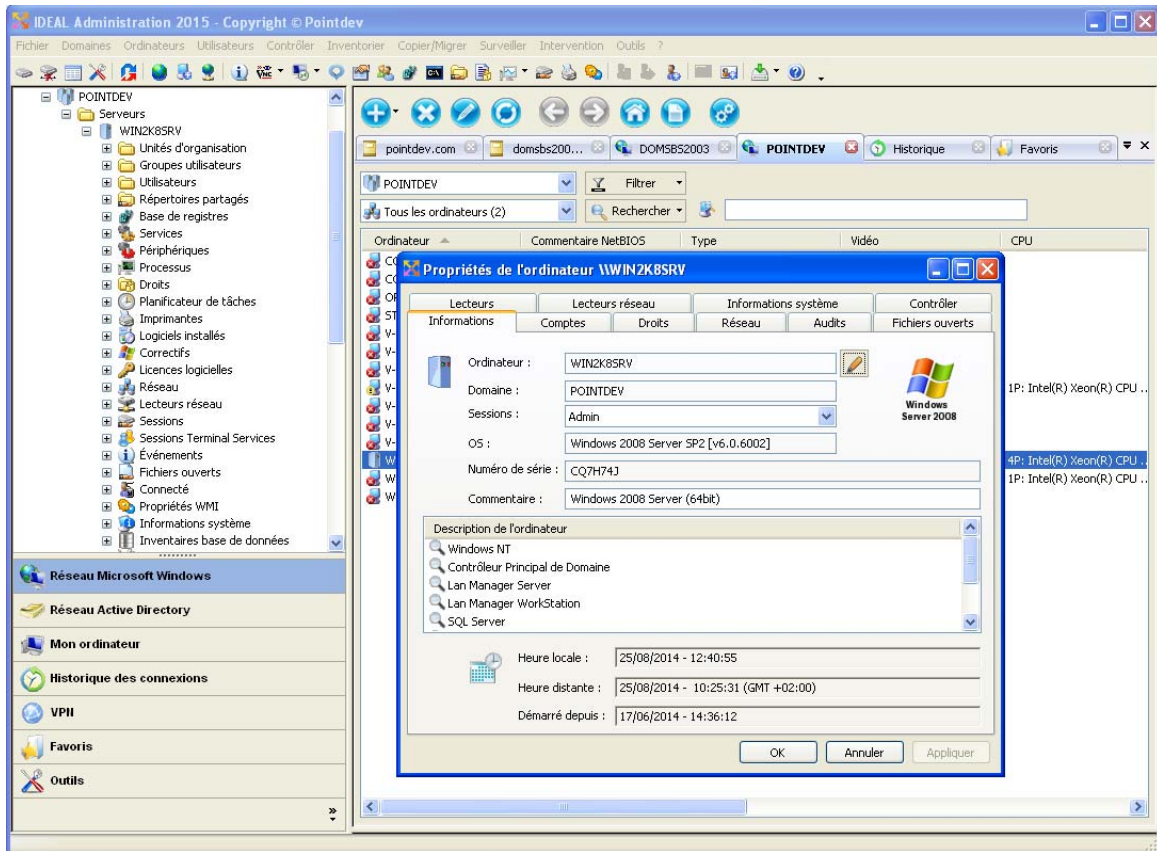 IDEAL Administration 2015 - Copyright © Pointdev
Fichier Domaines Ordinateurs Utilisateurs Contrôler Inventorier Copier/Migrer Surveiller Intervention Outils ?
POINTDEV
Serveurs
WIN2K8SRV
Unités d'organisation
Groupes utilisateurs
Utilisateurs
Répertoires partagés
Base de registres
Services
Périphériques
Processus
Droits
Planificateur de tâches
Imprimantes
Logiciels installés
Correctifs
Licences logicielles
Réseau
Lecteurs réseau
Sessions
Sessions Terminal Services
Événements
Fichiers ouverts
Connecté
Propriétés WMI
Informations système
Inventaires base de données
Réseau Microsoft Windows
Réseau Active Directory
Mon ordinateur
Historique des connexions
VPN
Favoris
Outils
pointdev.com domsbs200... DOMSBS2003 POINTDEV Historique Favoris
POINTDEV Filtrer
Tous les ordinateurs (2) Rechercher
Ordinateur Commentaire NetBIOS Type Vidéo CPU
1P: Intel(R) Xeon(R) CPU ..
4P: Intel(R) Xeon(R) CPU ..
1P: Intel(R) Xeon(R) CPU ..
Propriétés de l'ordinateur \\WIN2K8SRV
Lecteurs Lecteurs réseau Informations système Contrôler
Informations Comptes Droits Réseau Audits Fichiers ouverts
Ordinateur : WIN2K8SRV
Domaine : POINTDEV
Sessions : Admin
OS : Windows 2008 Server SP2 [v6.0.6002]
Numéro de série : CQ7H74J
Commentaire : Windows 2008 Server (64bit)
Windows
Server 2008
Description de l'ordinateur
Windows NT
Contrôleur Principal de Domaine
Lan Manager Server
Lan Manager WorkStation
SQL Server
Heure locale : 25/08/2014 - 12:40:55
Heure distante : 25/08/2014 - 10:25:31 (GMT +02:00)
Démarré depuis : 17/06/2014 - 14:36:12
OK Annuler Appliquer